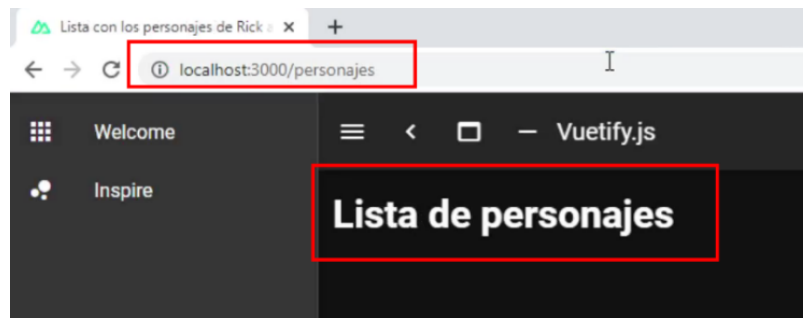 Lista con los personajes de Rick a
localhost:3000/personajes
Welcome
Vuetify.js
Inspire
Lista de personajes